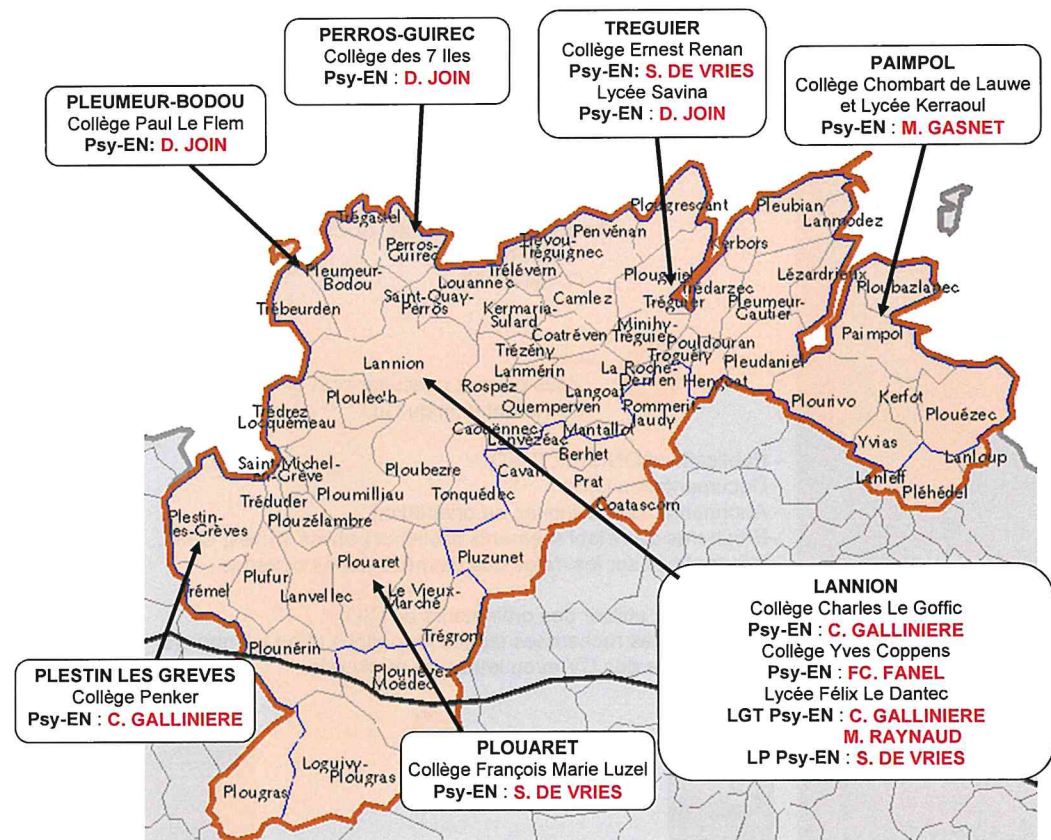 PERROS-GUIREC
Collège des 7 Iles
Psy-EN : D. JOIN
TREGUIER
Collège Ernest Renan
Psy-EN: S. DE VRIES
Lycée Savina
Psy-EN : D. JOIN
PAIMPOL
Collège Chombart de Lauwe
et Lycée Kerraoul
Psy-EN : M. GASNET
PLEUMEUR-BODOU
Collège Paul Le Flem
Psy-EN: D. JOIN
Trégastel
Perros-
Guirec
Pleumeur-
Bodou
Trébeurden
Louannec
Saint-Quay-
Perros
Trélévern
Trévou-
Tréguignec
Penvénan
Plougrescant
Plouguiel
Kermaria-
Sulard
Camlez
Coatréven
Trézény
Lanmérin
Minihy-
Tréguier
Tréguier
Trédarzec
Kerbors
Pleubian
Lanmodez
Lézardrieux
Pleumeur-
Gautier
Pouldouran
Troguéry
Pleudaniel
Hengoat
La Roche-
Derrien
Pommerit-
Jaudy
Langoat
Mantallot
Berhet
Prat
Coatascorn
Ploubazlanec
Paimpol
Plourivo
Kerfot
Plouézec
Yvias
Lanloup
Lanleff
Pléhédel
Lannion
Ploulec'h
Rospez
Quemperven
Caouënnec-
Lanvézéac
Cavan
Trédrez
Locquémeau
Saint-Michel-
en-Grève
Ploubezre
Tonquédec
Tréduder
Ploumilliau
Plouzélambre
Plestin-
les-Grèves
Plouaret
Pluzunet
Trémel
Plufur
Lanvellec
Le Vieux-
Marché
Trégrom
Plounérin
Plounévez-
Moëdec
Loguivy-
Plougras
Plougras
PLESTIN LES GREVES
Collège Penker
Psy-EN : C. GALLINIERE
PLOUARET
Collège François Marie Luzel
Psy-EN : S. DE VRIES
LANNION
Collège Charles Le Goffic
Psy-EN : C. GALLINIERE
Collège Yves Coppens
Psy-EN : FC. FANEL
Lycée Félix Le Dantec
LGT Psy-EN : C. GALLINIERE
M. RAYNAUD
LP Psy-EN : S. DE VRIES